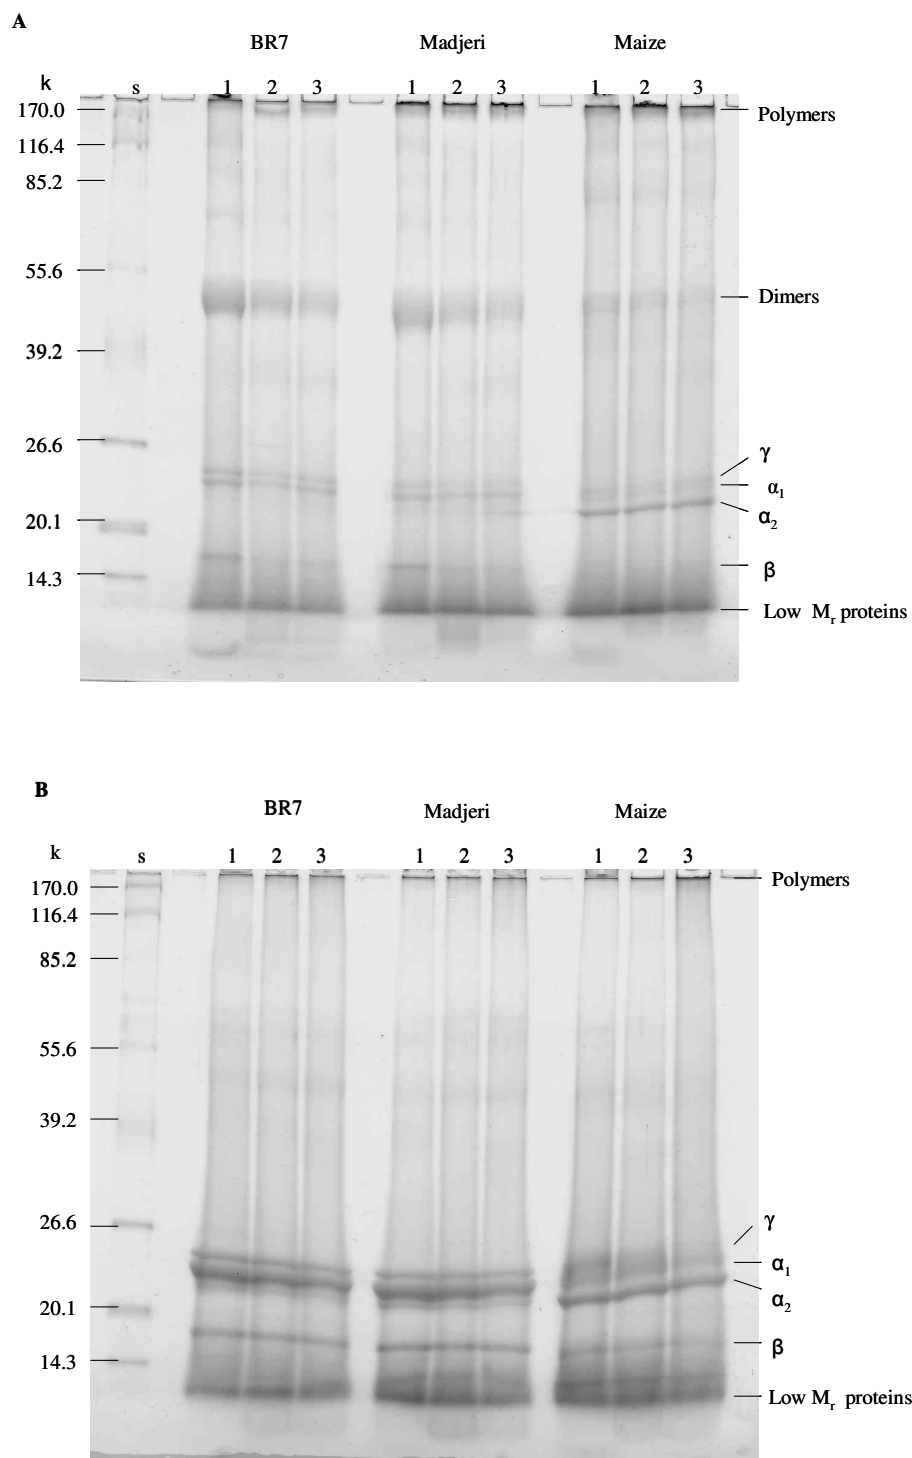 A
BR7 Madjeri Maize
k s 1 2 3 1 2 3 1 2 3
170.0 Polymers
116.4
85.2
55.6
Dimers
39.2
26.6
γ
α1
20.1 α2
14.3 β
Low Mr proteins
B
BR7 Madjeri Maize
k s 1 2 3 1 2 3 1 2 3
170.0 Polymers
116.4
85.2
55.6
39.2
26.6 γ
α1
20.1 α2
β
14.3
Low Mr proteins